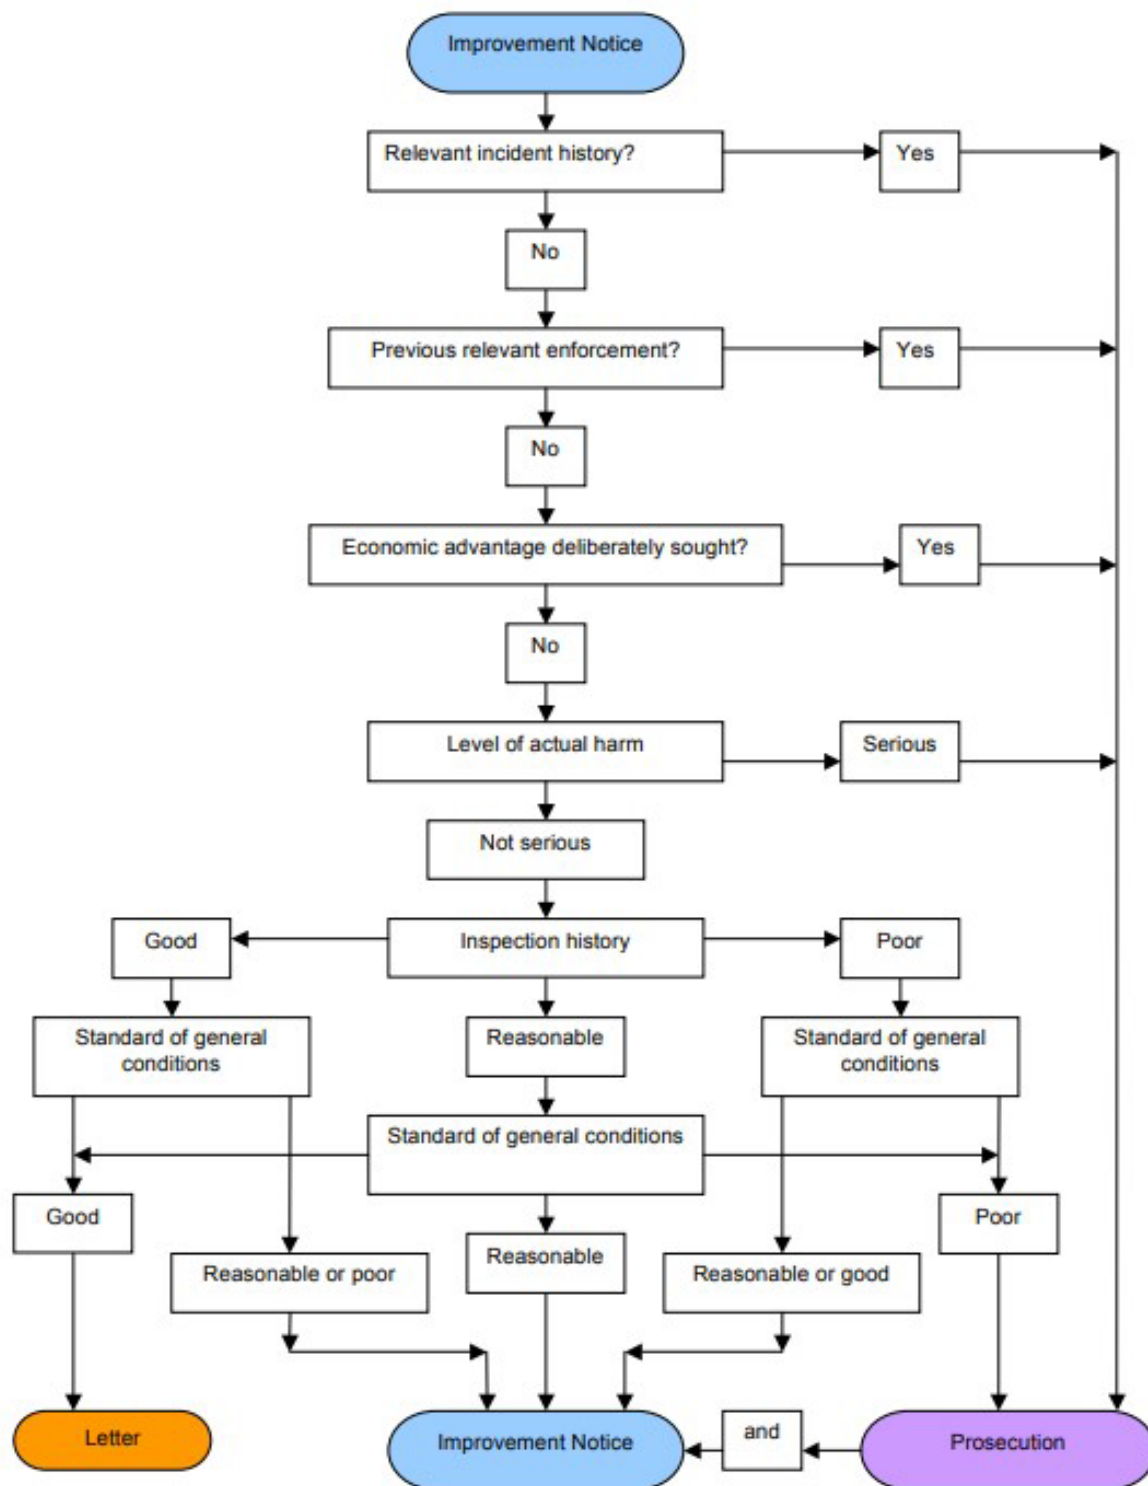 Improvement Notice
Relevant incident history?
Yes
No
Previous relevant enforcement?
Yes
No
Economic advantage deliberately sought?
Yes
No
Level of actual harm
Serious
Not serious
Good
Inspection history
Poor
Standard of general
conditions
Reasonable
Standard of general
conditions
Standard of general conditions
Good
Poor
Reasonable or poor
Reasonable
Reasonable or good
Letter
Improvement Notice
and
Prosecution